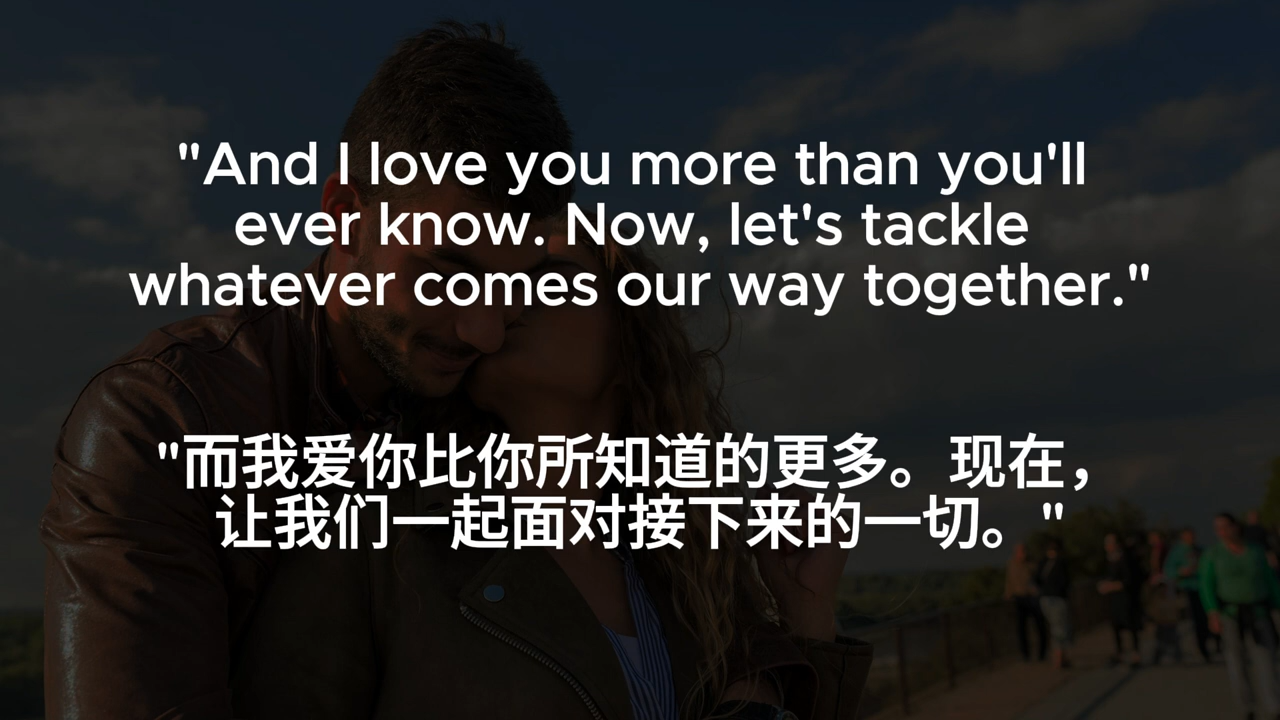 "And I love you more than you'll
ever know. Now, let's tackle
whatever comes our way together."
"而我爱你比你所知道的更多。现在，
让我们一起面对接下来的一切。"